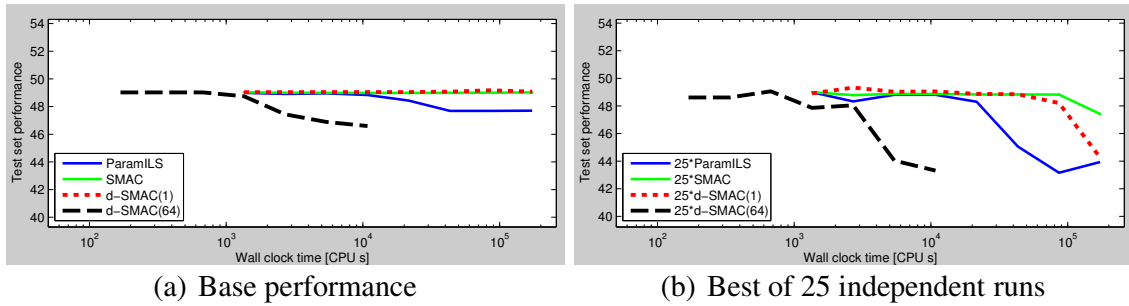 54
52
50
48
46
44
42
40
Test set performance
ParamILS
SMAC
d−SMAC(1)
d−SMAC(64)
10^2
10^3
10^4
10^5
Wall clock time [CPU s]
(a) Base performance
54
52
50
48
46
44
42
40
Test set performance
25*ParamILS
25*SMAC
25*d−SMAC(1)
25*d−SMAC(64)
10^2
10^3
10^4
10^5
Wall clock time [CPU s]
(b) Best of 25 independent runs